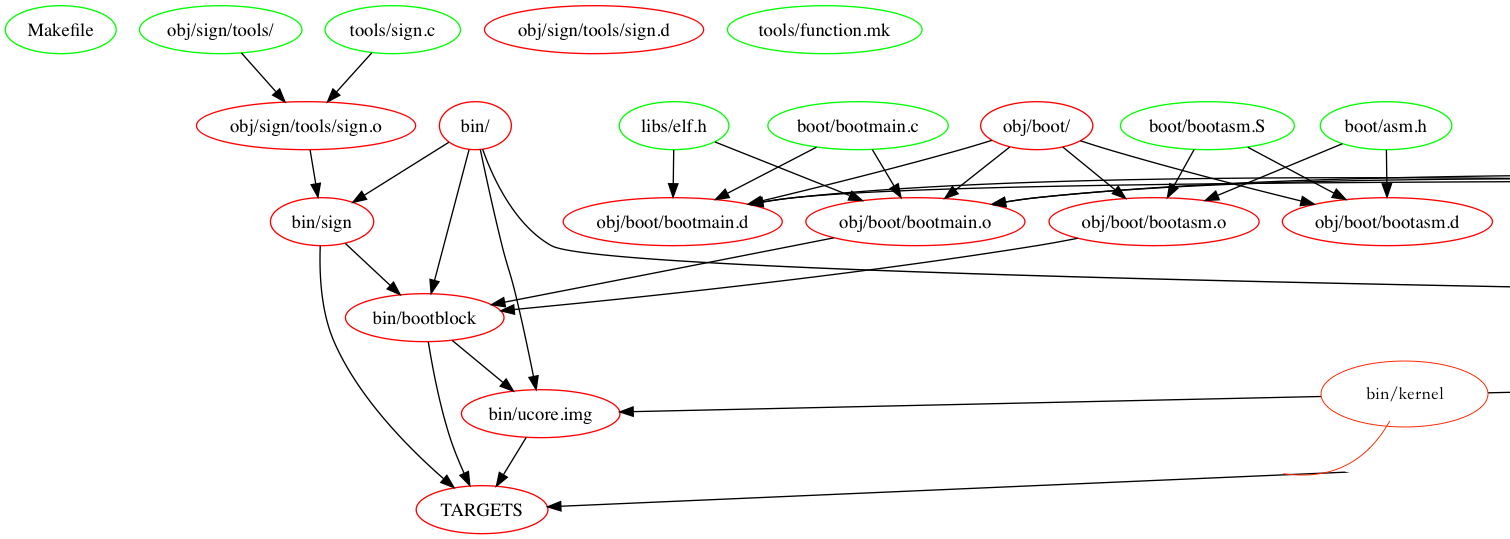 Makefile
obj/sign/tools/
tools/sign.c
obj/sign/tools/sign.d
tools/function.mk
obj/sign/tools/sign.o
bin/
libs/elf.h
boot/bootmain.c
obj/boot/
boot/bootasm.S
boot/asm.h
bin/sign
obj/boot/bootmain.d
obj/boot/bootmain.o
obj/boot/bootasm.o
obj/boot/bootasm.d
bin/bootblock
bin/kernel
bin/ucore.img
TARGETS